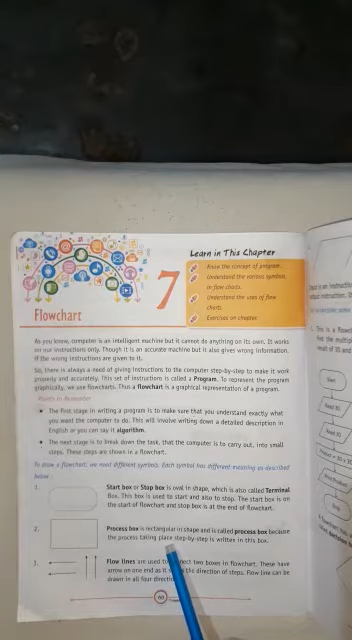 Learn in This Chapter
Know the concept of program.
Understand the various symbols
of flow charts.
Understand the uses of flow
charts.
Exercises on chapter.
7
Flowchart
As you know, computer is an intelligent machine but it cannot do anything on its own. It works
on our instructions only. Though it is an accurate machine but it also gives wrong information,
if the wrong instructions are given to it.
So, there is always a need of giving instructions to the computer step-by-step to make it work
properly and accurately. This set of instructions is called a Program. To represent the program
graphically, we use flowcharts. Thus a flowchart is a graphical representation of a program.
Points to Remember
• The first stage in writing a program is to make sure that you understand exactly what
you want the computer to do. This will involve writing down a detailed description in
English or you can say it algorithm.
• The next stage is to break down the task, that the computer is to carry out, into small
steps. These steps are shown in a flowchart.
To draw a flowchart, we need different symbols. Each symbol has different meaning as described
below :
1. Start box or Stop box is oval in shape, which is also called Terminal
Box. This box is used to start and also to stop. The start box is on
the start of flowchart and stop box is at the end of flowchart.
2. Process box is rectangular in shape and is called process box because
the process taking place step-by-step is written in this box.
3. Flow lines are used to connect two boxes in flowchart. These have
arrow on one end as it the direction of steps. Flow line can be
drawn in all four
60
Start
Read
Read
Product
Stop